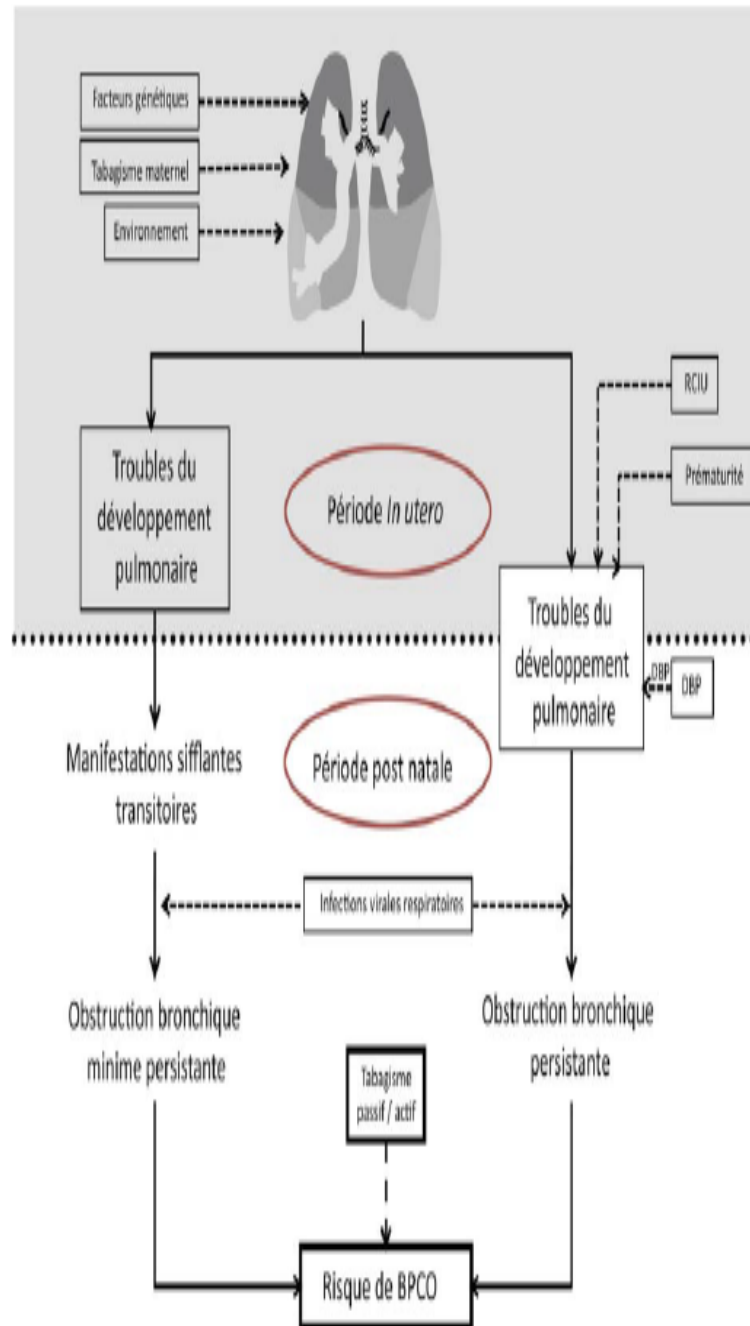 Facteurs génétiques
Tabagisme maternel
Environnement
RCIU
Prématurité
Troubles du
développement
pulmonaire
Période In utero
Troubles du
développement
pulmonaire
DBP
DBP
Manifestations sifflantes
transitoires
Période post natale
Infections virales respiratoires
Obstruction bronchique
minime persistante
Obstruction bronchique
persistante
Tabagisme
passif / actif
Risque de BPCO